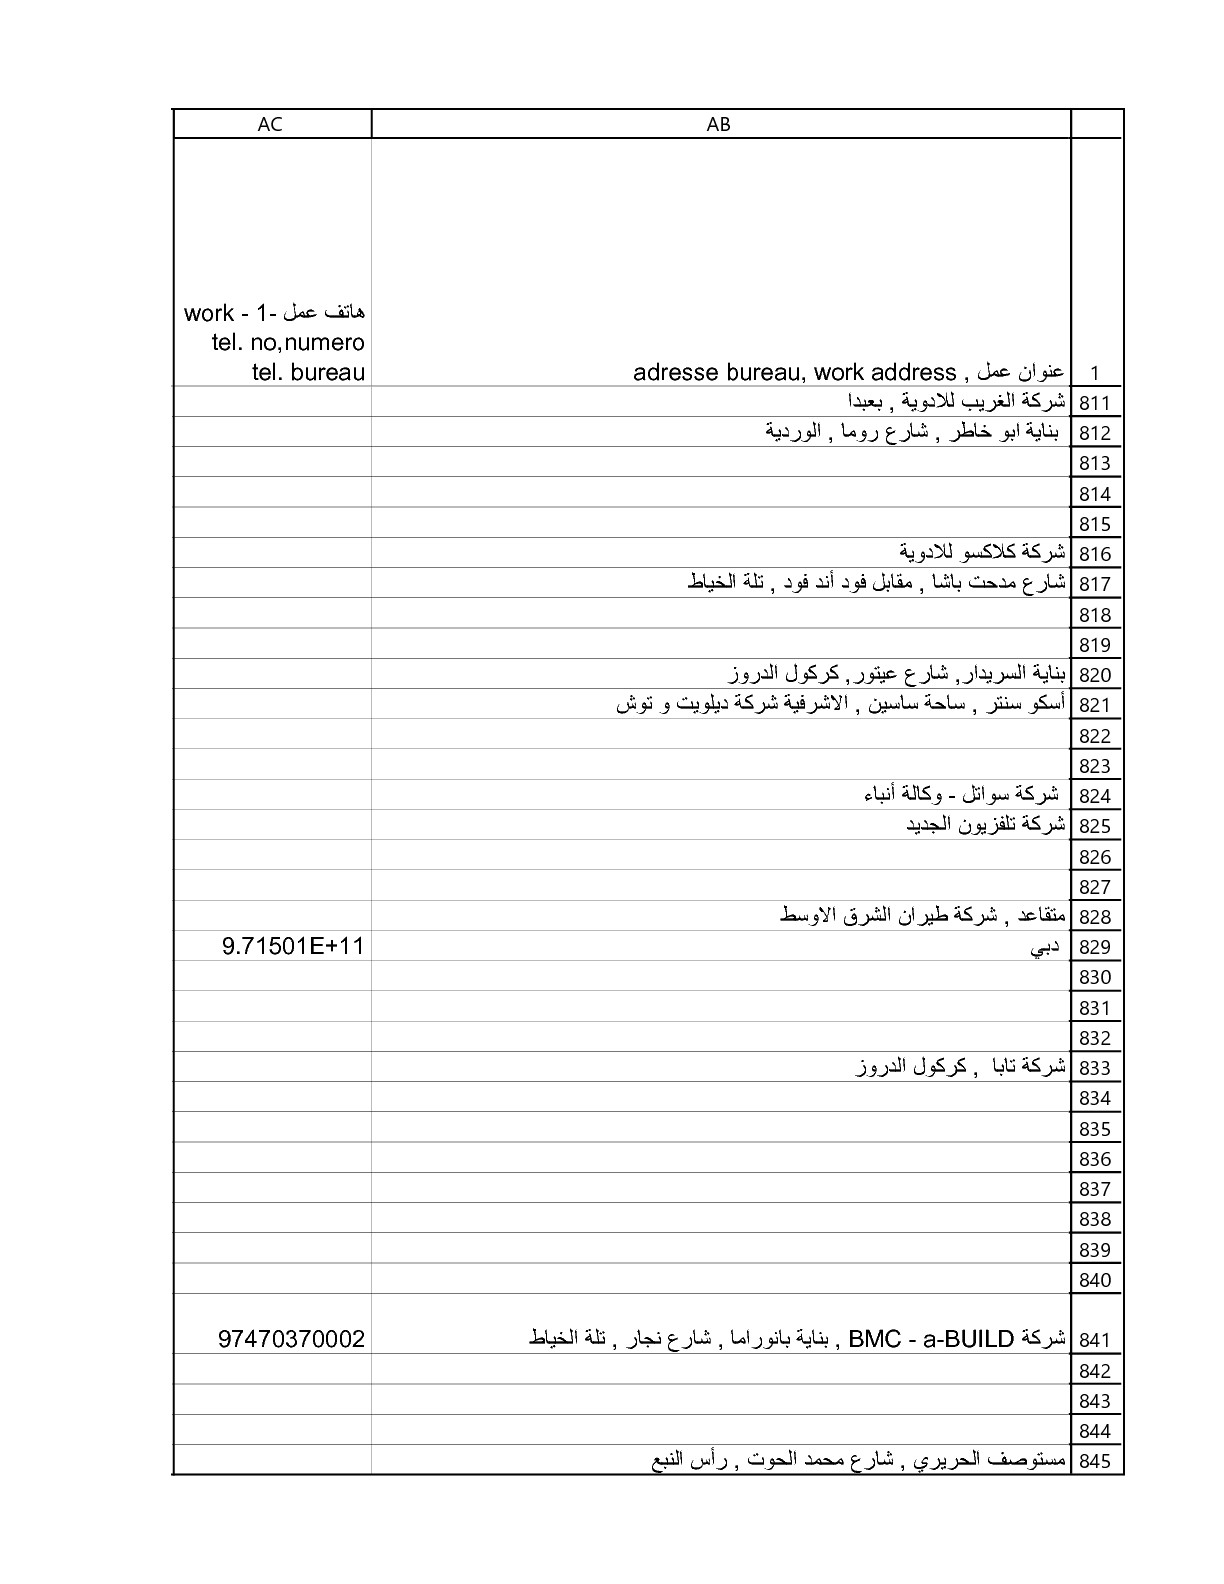 AB AC
1 عنوان عمل , adresse bureau, work address هاتف عمل -1 - work tel. no,numero tel. bureau
811 شركة الغريب للادوية , بعبدا
812 بناية ابو خاطر , شارع روما , الوردية
813
814
815
816 شركة كلاكسو للادوية
817 شارع مدحت باشا , مقابل فود أند فود , تلة الخياط
818
819
820 بناية السريدار, شارع عيتور, كركول الدروز
821 أسكو سنتر , ساحة ساسين , الاشرفية شركة ديلويت و توش
822
823
824 شركة سواتل - وكالة أنباء
825 شركة تلفزيون الجديد
826
827
828 متقاعد , شركة طيران الشرق الاوسط
829 دبي 9.71501E+11
830
831
832
833 شركة تابا , كركول الدروز
834
835
836
837
838
839
840
841 شركة BMC - a-BUILD , بناية بانوراما , شارع نجار , تلة الخياط 97470370002
842
843
844
845 مستوصف الحريري , شارع محمد الحوت , رأس النبع